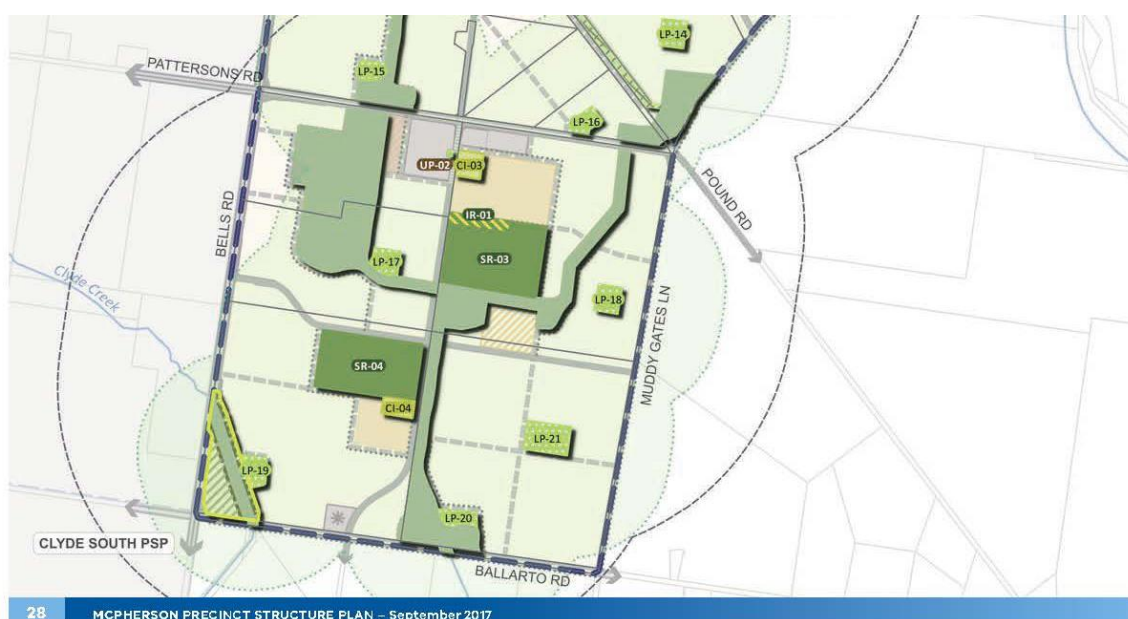 LP-14
PATTERSONS RD
LP-15
LP-16
UP-02
CI-03
POUND RD
BELLS RD
IR-01
LP-17
SR-03
Clyde Creek
LP-18
MUDDY GATES LN
SR-04
CI-04
LP-21
LP-19
LP-20
CLYDE SOUTH PSP
BALLARTO RD
28 MCPHERSON PRECINCT STRUCTURE PLAN – September 2017